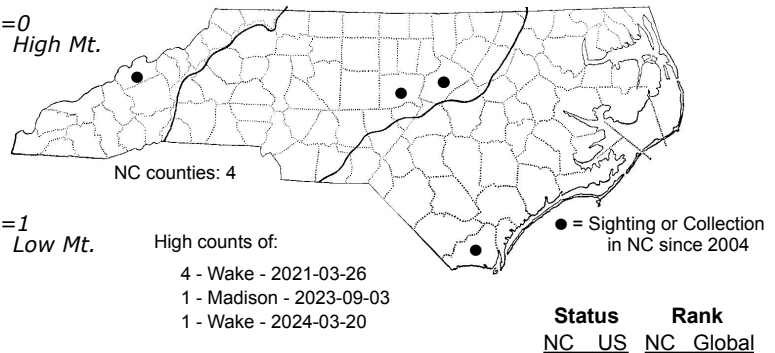 =0
High Mt.
NC counties: 4
=1
Low Mt.
High counts of:
4 - Wake - 2021-03-26
1 - Madison - 2023-09-03
1 - Wake - 2024-03-20
● = Sighting or Collection
in NC since 2004
Status Rank
NC US NC Global